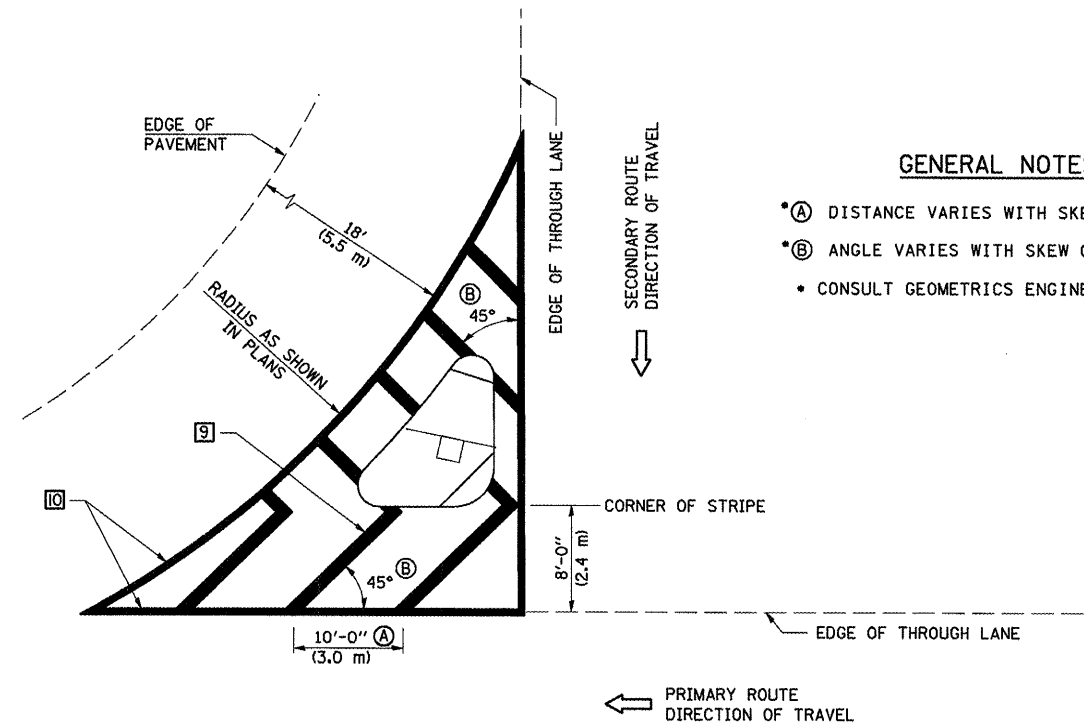 EDGE OF
PAVEMENT
18'
(5.5 m)
RADIUS AS SHOWN
IN PLANS
EDGE OF THROUGH LANE
SECONDARY ROUTE
DIRECTION OF TRAVEL
GENERAL NOTES
*Ⓐ DISTANCE VARIES WITH SKE
*Ⓑ ANGLE VARIES WITH SKEW
* CONSULT GEOMETRICS ENGINE
Ⓑ
45°
9
10
CORNER OF STRIPE
8'-0"
(2.4 m)
45° Ⓑ
10'-0" Ⓐ
(3.0 m)
EDGE OF THROUGH LANE
PRIMARY ROUTE
DIRECTION OF TRAVEL